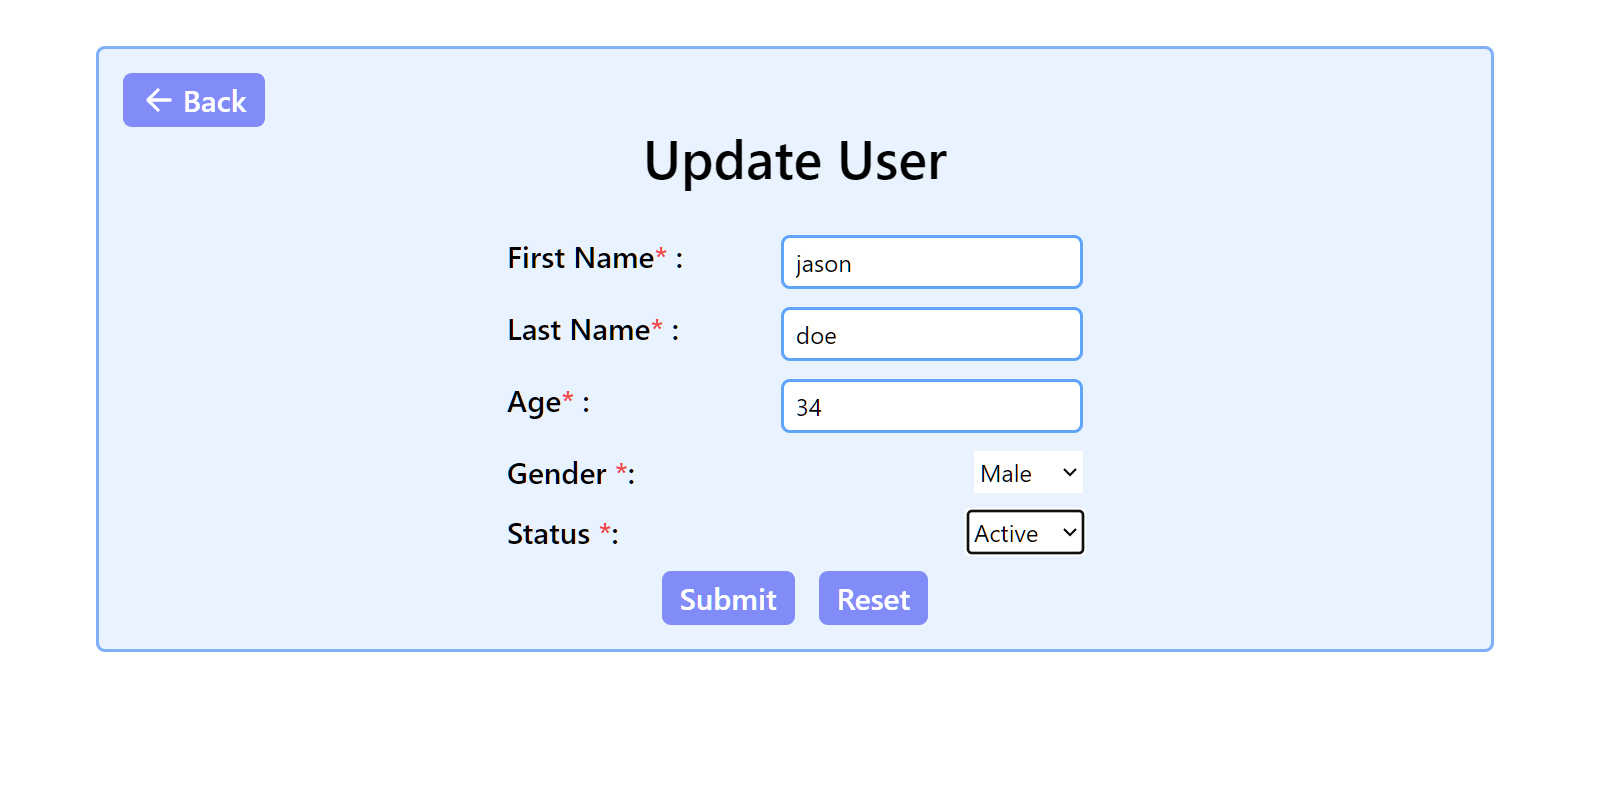 Back
Update User
First Name* : jason
Last Name* : doe
Age* : 34
Gender *: Male
Status *: Active
Submit Reset